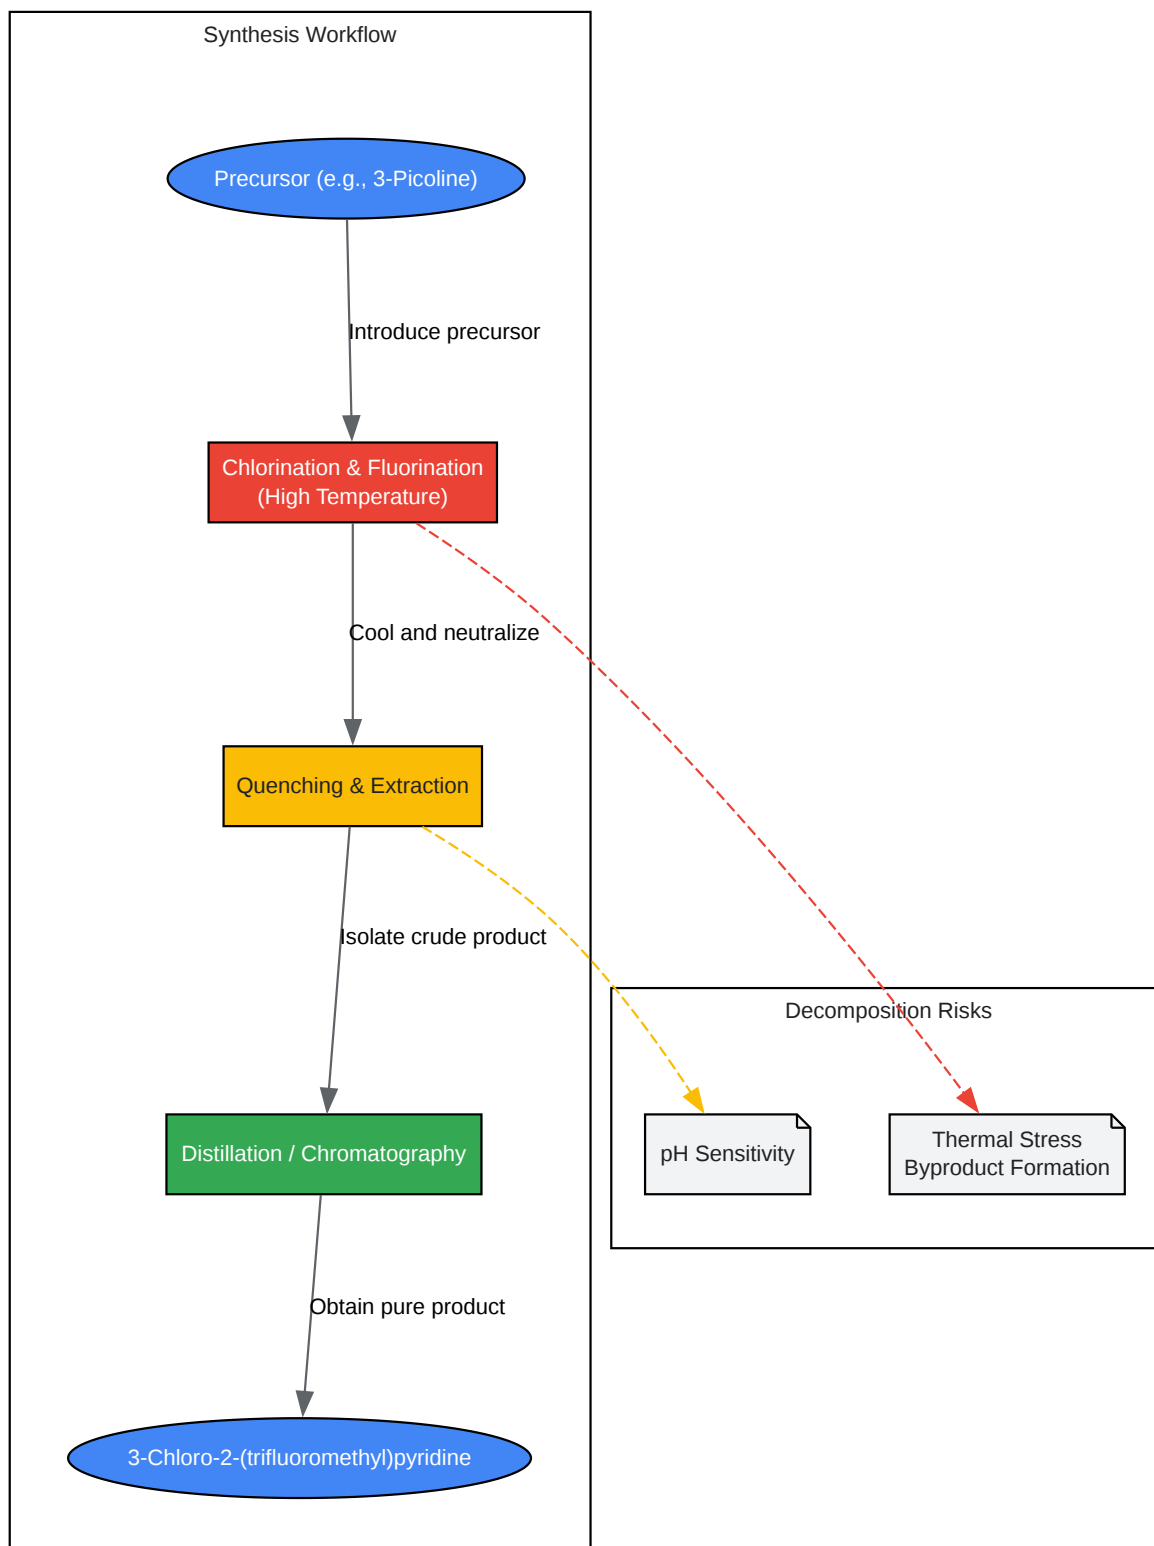 Synthesis Workflow
Precursor (e.g., 3-Picoline)
Introduce precursor
Chlorination & Fluorination
(High Temperature)
Cool and neutralize
Quenching & Extraction
Isolate crude product
Decomposition Risks
Distillation / Chromatography
pH Sensitivity
Thermal Stress
Byproduct Formation
Obtain pure product
3-Chloro-2-(trifluoromethyl)pyridine